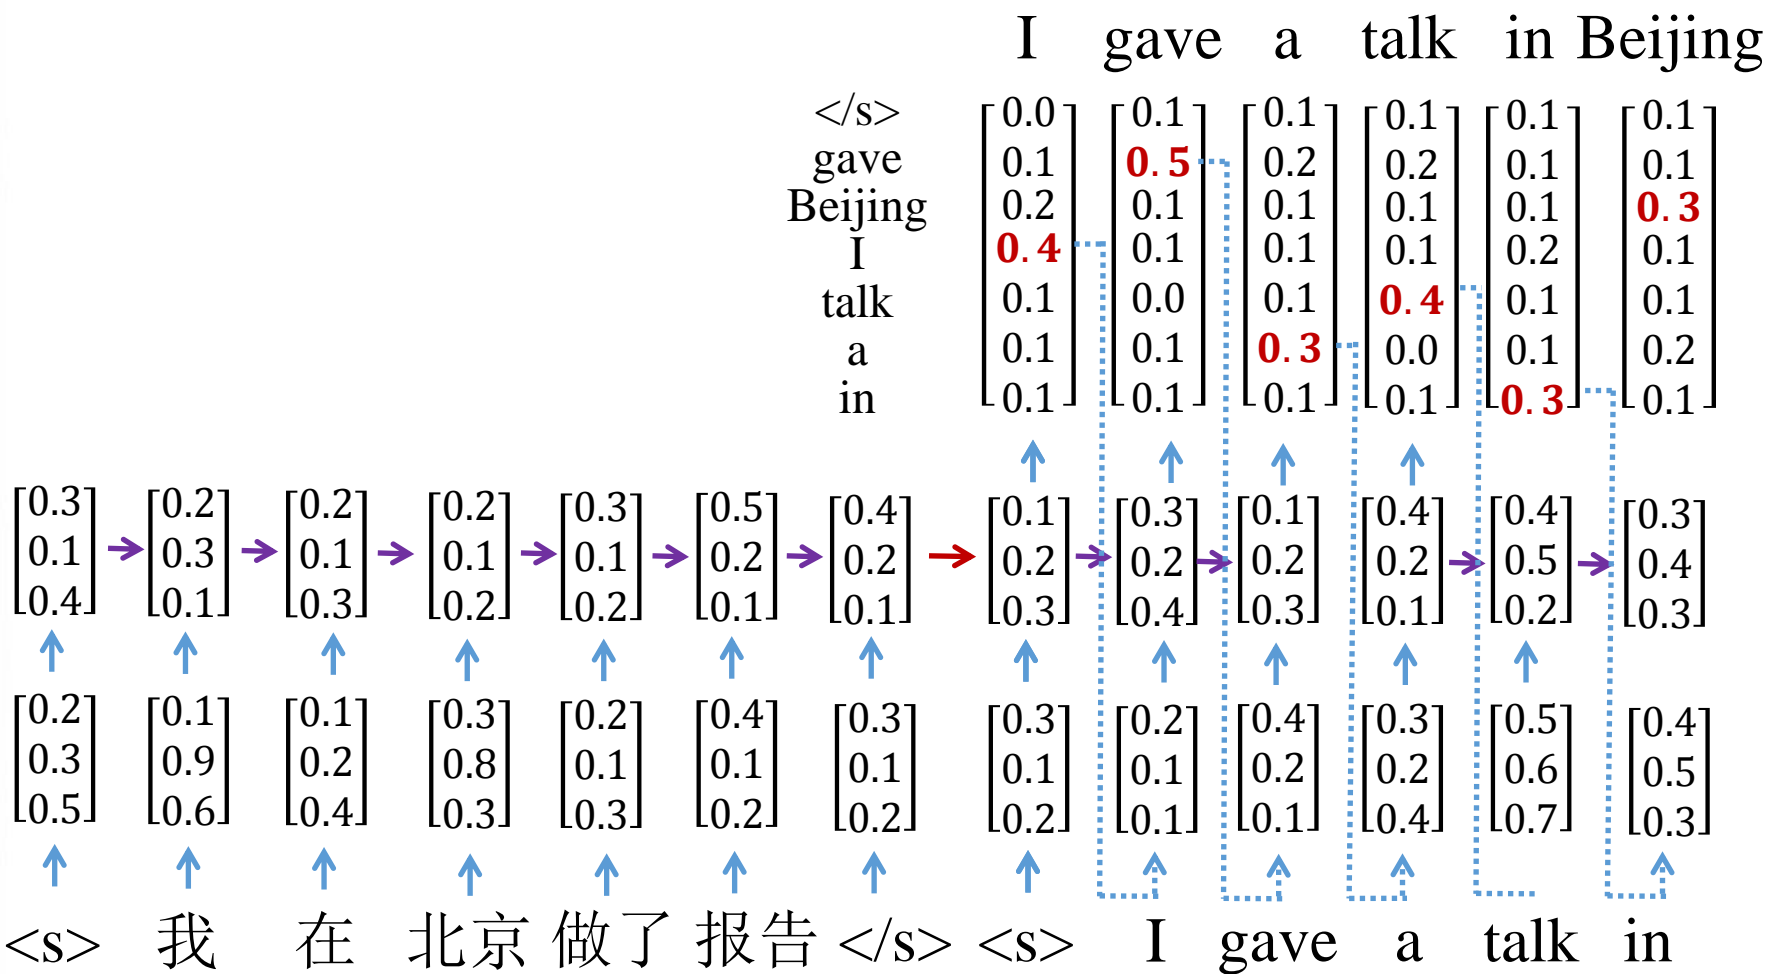 I gave a talk in Beijing
</s> 0.0 0.1 0.1 0.1 0.1 0.1
gave 0.1 0.5 0.2 0.2 0.1 0.1
Beijing 0.2 0.1 0.1 0.1 0.1 0.3
I 0.4 0.1 0.1 0.1 0.2 0.1
talk 0.1 0.0 0.1 0.4 0.1 0.1
a 0.1 0.1 0.3 0.0 0.1 0.2
in 0.1 0.1 0.1 0.1 0.3 0.1
0.3 0.2 0.2 0.2 0.3 0.5 0.4 0.1 0.3 0.1 0.4 0.4 0.3
0.1 0.3 0.1 0.1 0.1 0.2 0.2 0.2 0.2 0.2 0.2 0.5 0.4
0.4 0.1 0.3 0.2 0.2 0.1 0.1 0.3 0.4 0.3 0.1 0.2 0.3
0.2 0.1 0.1 0.3 0.2 0.4 0.3 0.3 0.2 0.4 0.3 0.5 0.4
0.3 0.9 0.2 0.8 0.1 0.1 0.1 0.1 0.1 0.2 0.2 0.6 0.5
0.5 0.6 0.4 0.3 0.3 0.2 0.2 0.2 0.1 0.1 0.4 0.7 0.3
<s> 我 在 北京 做了 报告 </s> <s> I gave a talk in